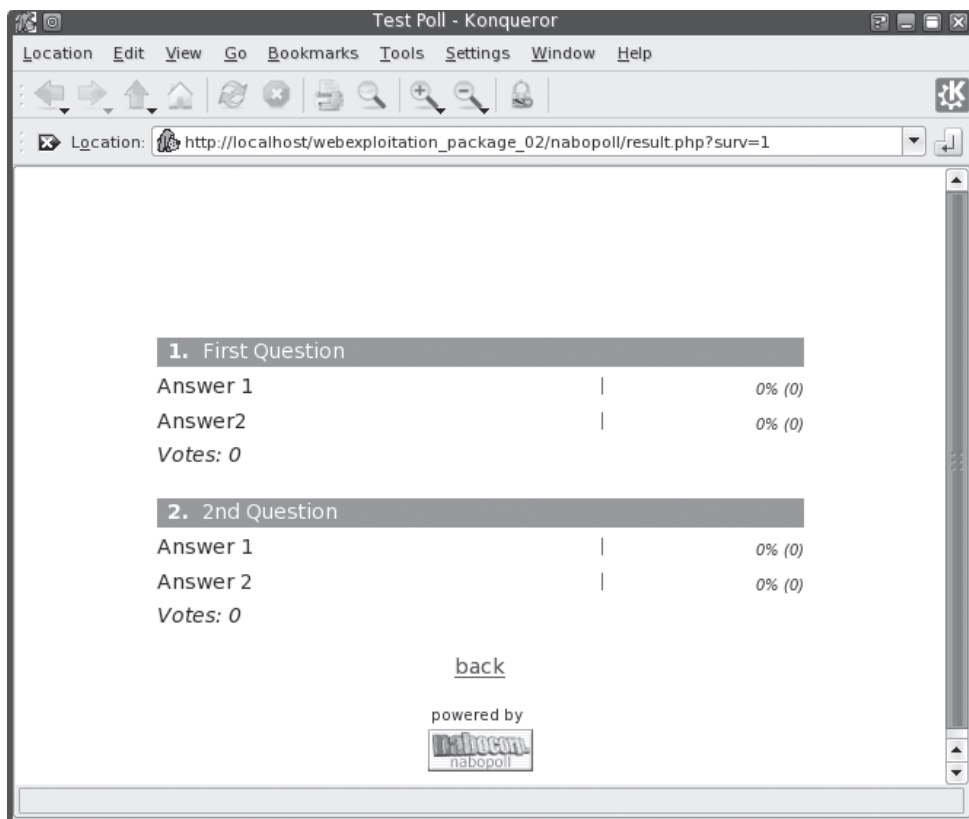 Test Poll - Konqueror
Location Edit View Go Bookmarks Tools Settings Window Help
Location: http://localhost/webexploitation_package_02/nabopoll/result.php?surv=1
1. First Question
Answer 1 0% (0)
Answer2 0% (0)
Votes: 0
2. 2nd Question
Answer 1 0% (0)
Answer 2 0% (0)
Votes: 0
back
powered by
nabocom
nabopoll